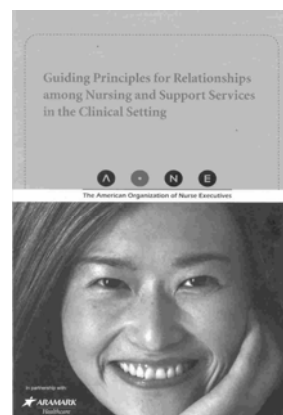 Guiding Principles for Relationships
among Nursing and Support Services
in the Clinical Setting
A O N E
The American Organization of Nurse Executives
in partnership with:
ARAMARK
Healthcare